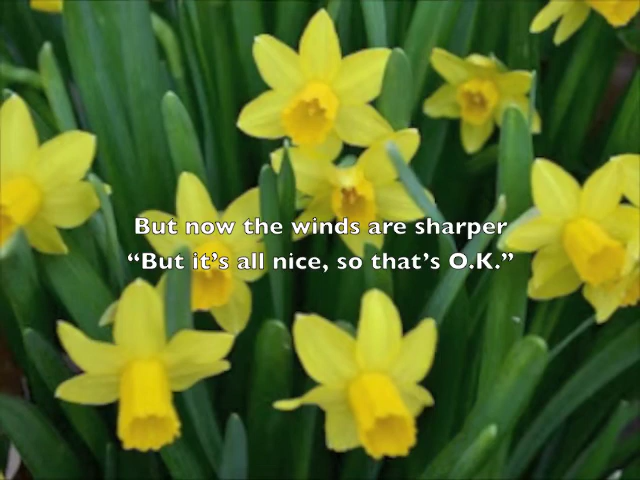 But now the winds are sharper
“But it’s all nice, so that’s O.K.”